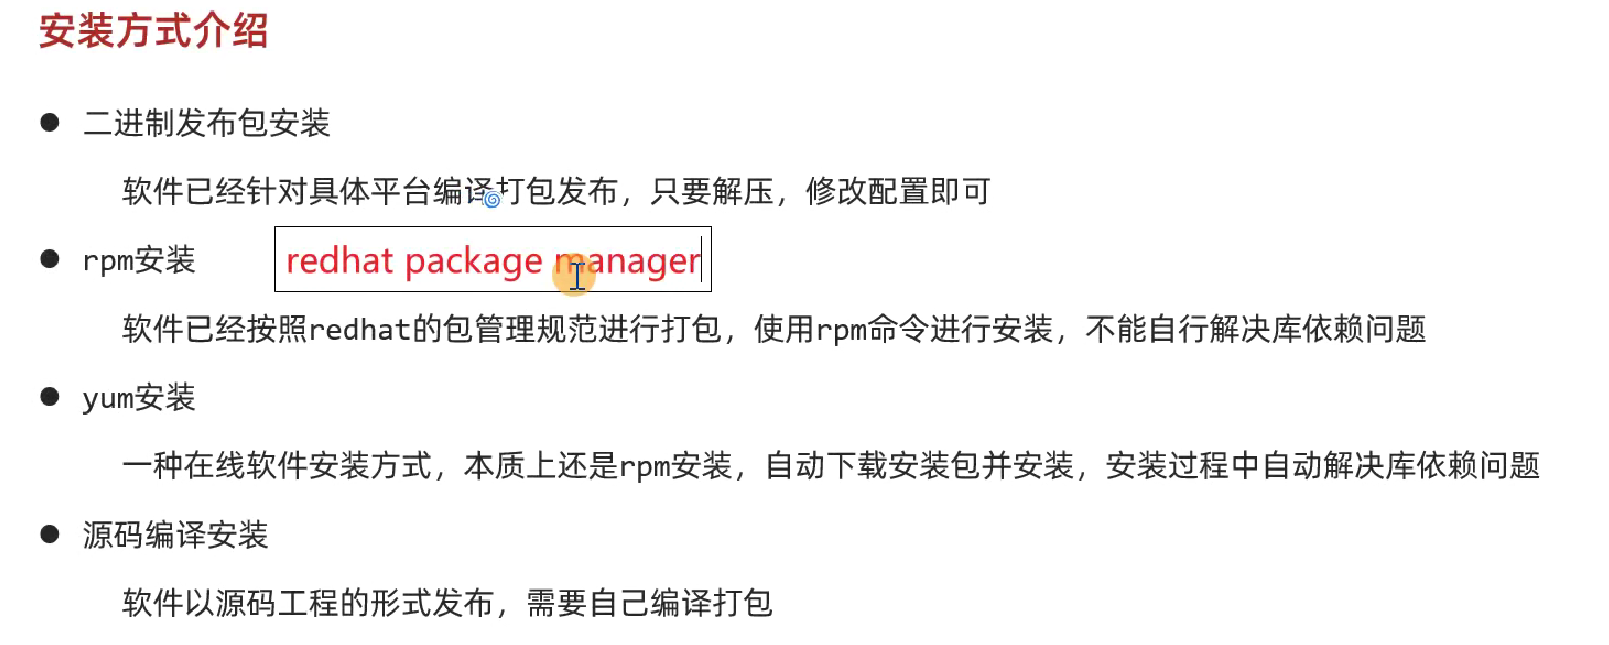 安装方式介绍
● 二进制发布包安装
软件已经针对具体平台编译打包发布，只要解压，修改配置即可
● rpm安装 redhat package manager
软件已经按照redhat的包管理规范进行打包，使用rpm命令进行安装，不能自行解决库依赖问题
● yum安装
一种在线软件安装方式，本质上还是rpm安装，自动下载安装包并安装，安装过程中自动解决库依赖问题
● 源码编译安装
软件以源码工程的形式发布，需要自己编译打包